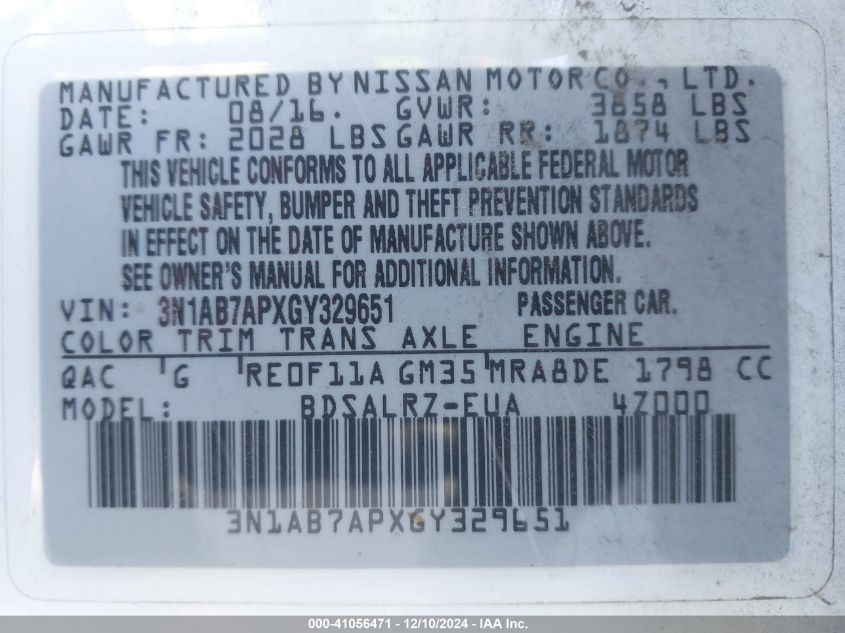 MANUFACTURED BY NISSAN MOTOR CO., LTD.
DATE: 08/16. GVWR: 3858 LBS
GAWR FR: 2028 LBS GAWR RR: 1874 LBS
THIS VEHICLE CONFORMS TO ALL APPLICABLE FEDERAL MOTOR
VEHICLE SAFETY, BUMPER AND THEFT PREVENTION STANDARDS
IN EFFECT ON THE DATE OF MANUFACTURE SHOWN ABOVE.
SEE OWNER'S MANUAL FOR ADDITIONAL INFORMATION.
VIN: 3N1AB7APXGY329651 PASSENGER CAR.
COLOR TRIM TRANS AXLE ENGINE
QAC G RE0F11A GM35 MRA8DE 1798 CC
MODEL: BDSALRZ-EUA 4Z000
3N1AB7APXGY329651
000-41056471 - 12/10/2024 - IAA Inc.